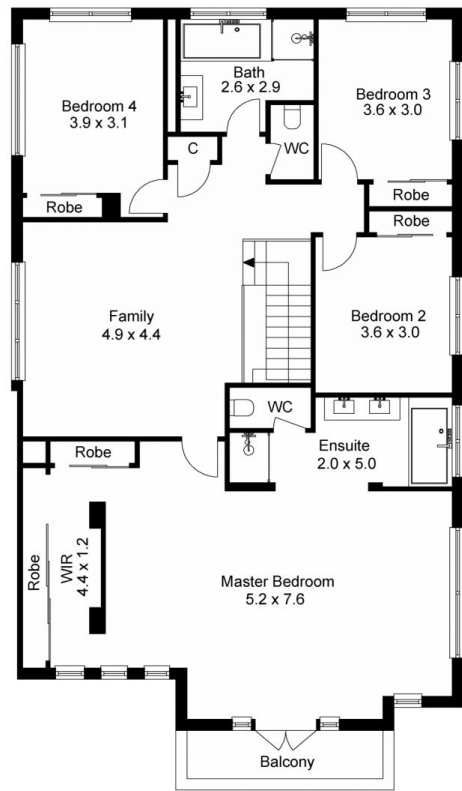 Bedroom 4
3.9 x 3.1
Bath
2.6 x 2.9
Bedroom 3
3.6 x 3.0
C
WC
Robe
Robe
Robe
Family
4.9 x 4.4
Bedroom 2
3.6 x 3.0
WC
Ensuite
2.0 x 5.0
Robe
Robe
WIR
4.4 x 1.2
Master Bedroom
5.2 x 7.6
Balcony